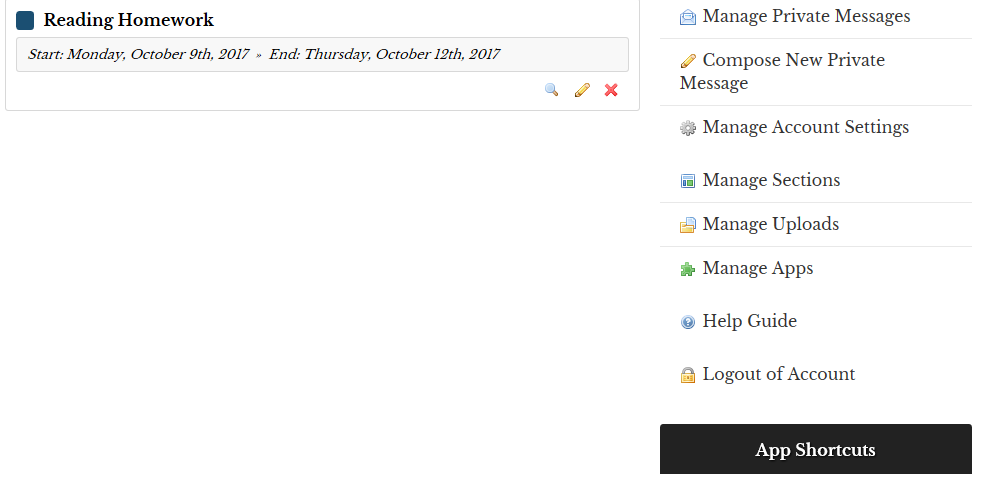 Reading Homework
Start: Monday, October 9th, 2017 » End: Thursday, October 12th, 2017
Manage Private Messages
Compose New Private
Message
Manage Account Settings
Manage Sections
Manage Uploads
Manage Apps
Help Guide
Logout of Account
App Shortcuts